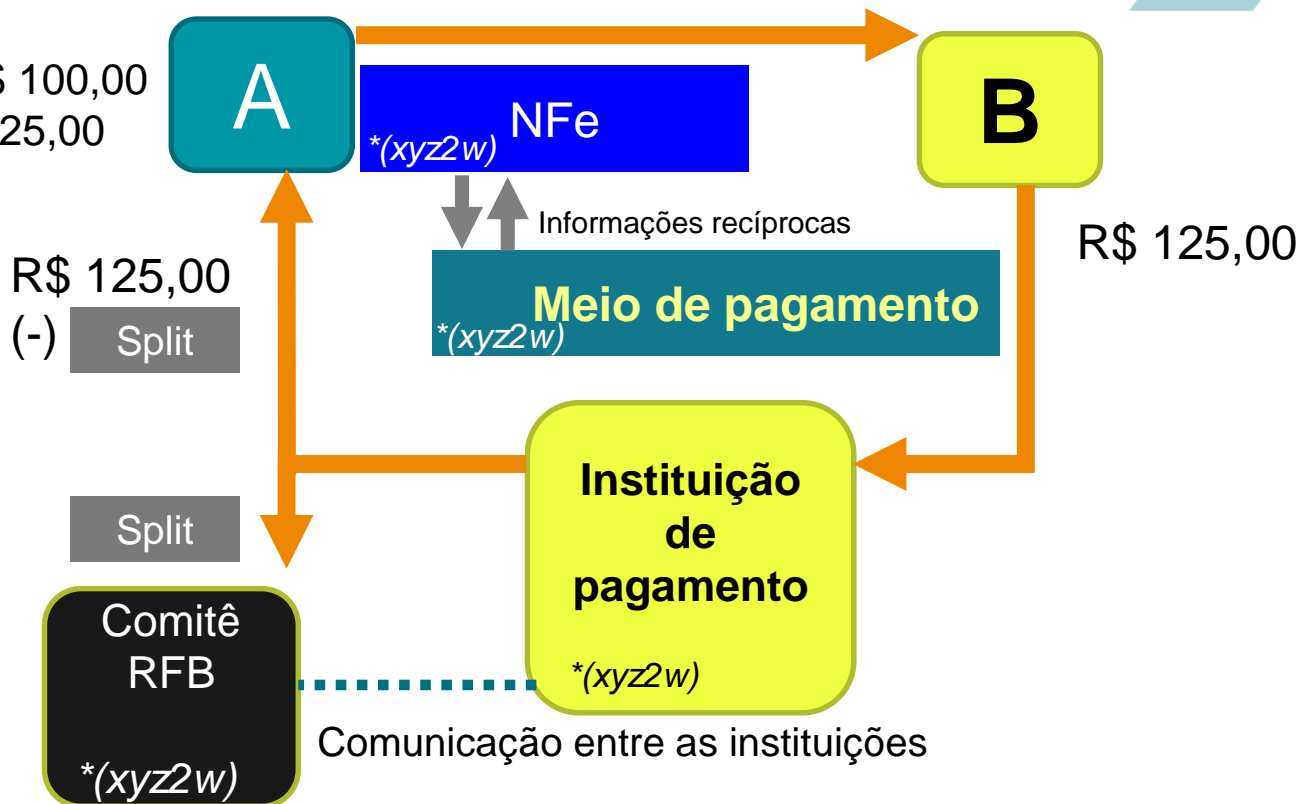 A
B
$ 100,00
25,00
NFe
*(xyz2w)
Informações recíprocas
R$ 125,00
R$ 125,00
(-) Split
Meio de pagamento
*(xyz2w)
Split
Instituição
de
pagamento
*(xyz2w)
Comitê
RFB
*(xyz2w)
Comunicação entre as instituições